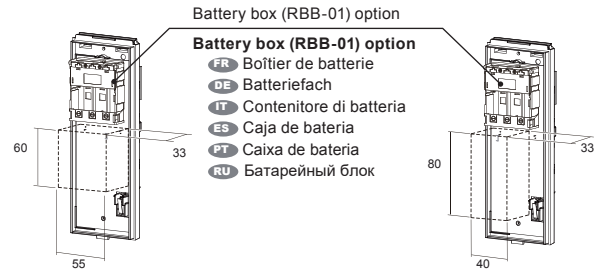 Battery box (RBB-01) option
Battery box (RBB-01) option
FR Boîtier de batterie
DE Batteriefach
IT Contenitore di batteria
ES Caja de bateria
PT Caixa de bateria
RU Батарейный блок
60
33
55
80
33
40